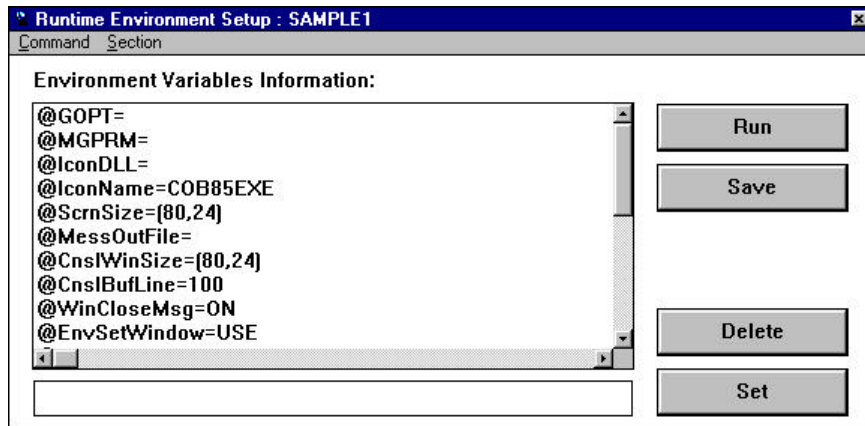 Runtime Environment Setup : SAMPLE1
Command Section
Environment Variables Information:
@GOPT=
@MGPRM=
@IconDLL=
@IconName=COB85EXE
@ScrnSize=(80,24)
@MessOutFile=
@CnslWinSize=(80,24)
@CnslBufLine=100
@WinCloseMsg=ON
@EnvSetWindow=USE
Run
Save
Delete
Set